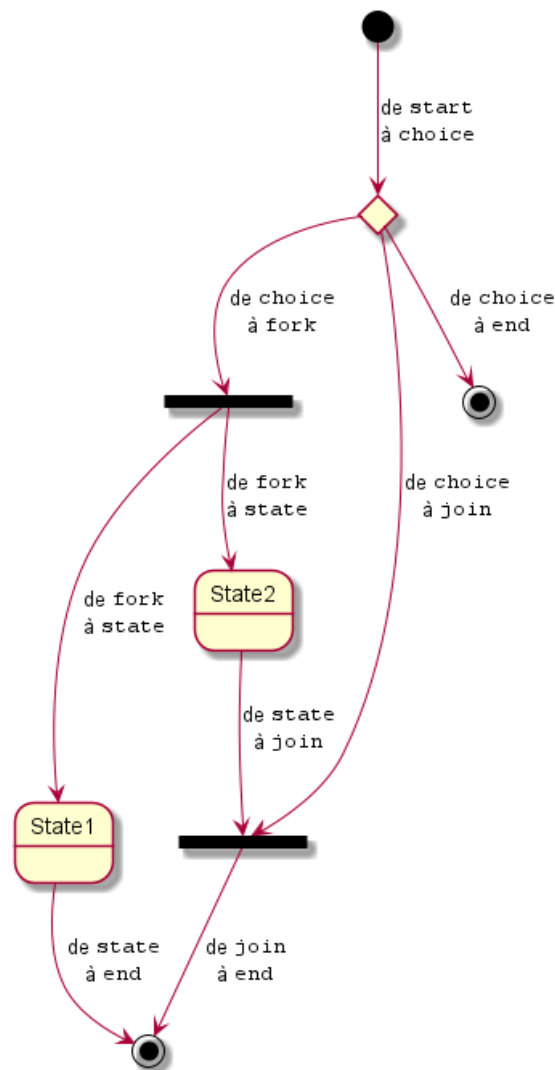 de start
à choice
de choice
à fork
de choice
à end
de fork
à state
de choice
à join
State2
de fork
à state
de state
à join
State1
de state
à end
de join
à end